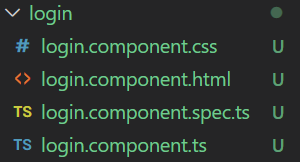 login
# login.component.css U
<> login.component.html U
TS login.component.spec.ts U
TS login.component.ts U